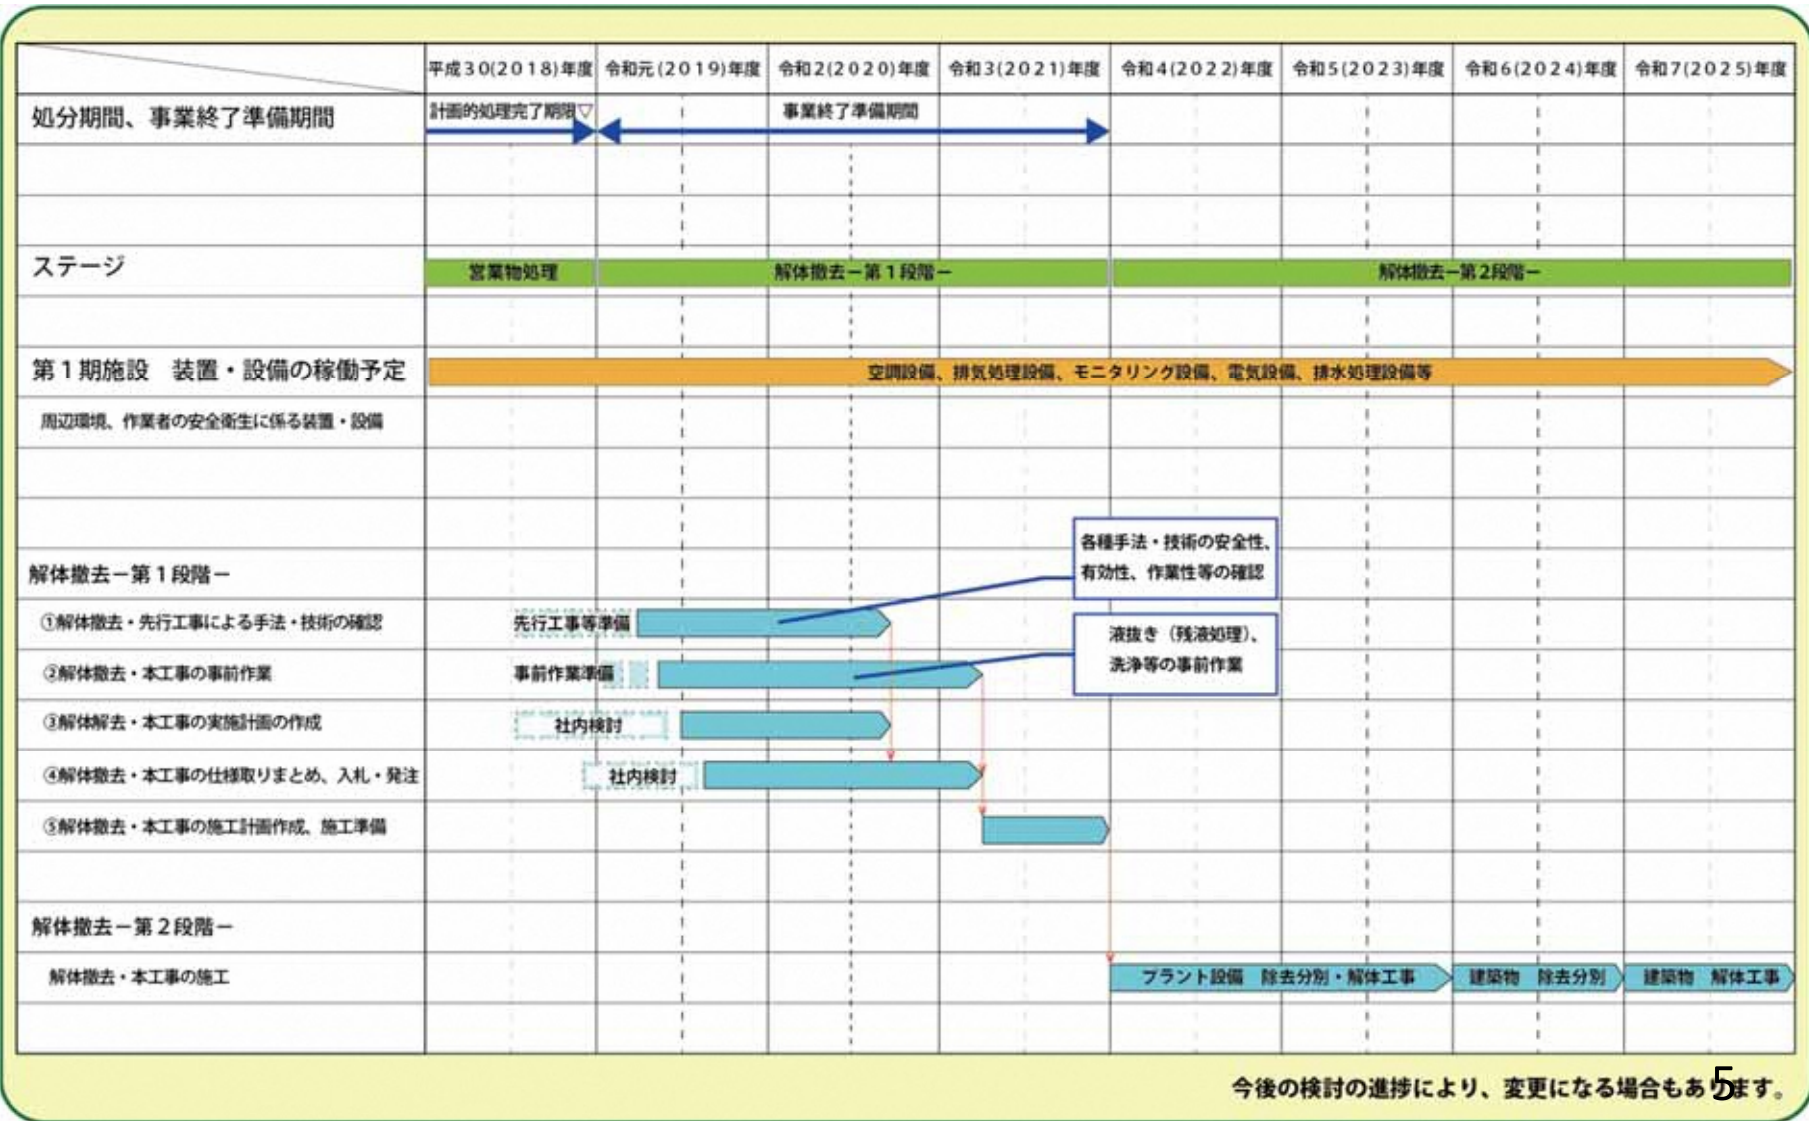 平成30(2018)年度 令和元(2019)年度 令和2(2020)年度 令和3(2021)年度 令和4(2022)年度 令和5(2023)年度 令和6(2024)年度 令和7(2025)年度
処分期間、事業終了準備期間 計画的処理完了期限▽ 事業終了準備期間
ステージ 営業物処理 解体撤去－第1段階－ 解体撤去－第2段階－
第1期施設　装置・設備の稼働予定 空調設備、排気処理設備、モニタリング設備、電気設備、排水処理設備等
周辺環境、作業者の安全衛生に係る装置・設備
各種手法・技術の安全性、
有効性、作業性等の確認
解体撤去－第1段階－
①解体撤去・先行工事による手法・技術の確認 先行工事等準備
液抜き（残液処理）、
洗浄等の事前作業
②解体撤去・本工事の事前作業 事前作業準備
③解体解去・本工事の実施計画の作成 社内検討
④解体撤去・本工事の仕様取りまとめ、入札・発注 社内検討
⑤解体撤去・本工事の施工計画作成、施工準備
解体撤去－第2段階－
解体撤去・本工事の施工 プラント設備　除去分別・解体工事 建築物　除去分別 建築物　解体工事
今後の検討の進捗により、変更になる場合もあります。
5